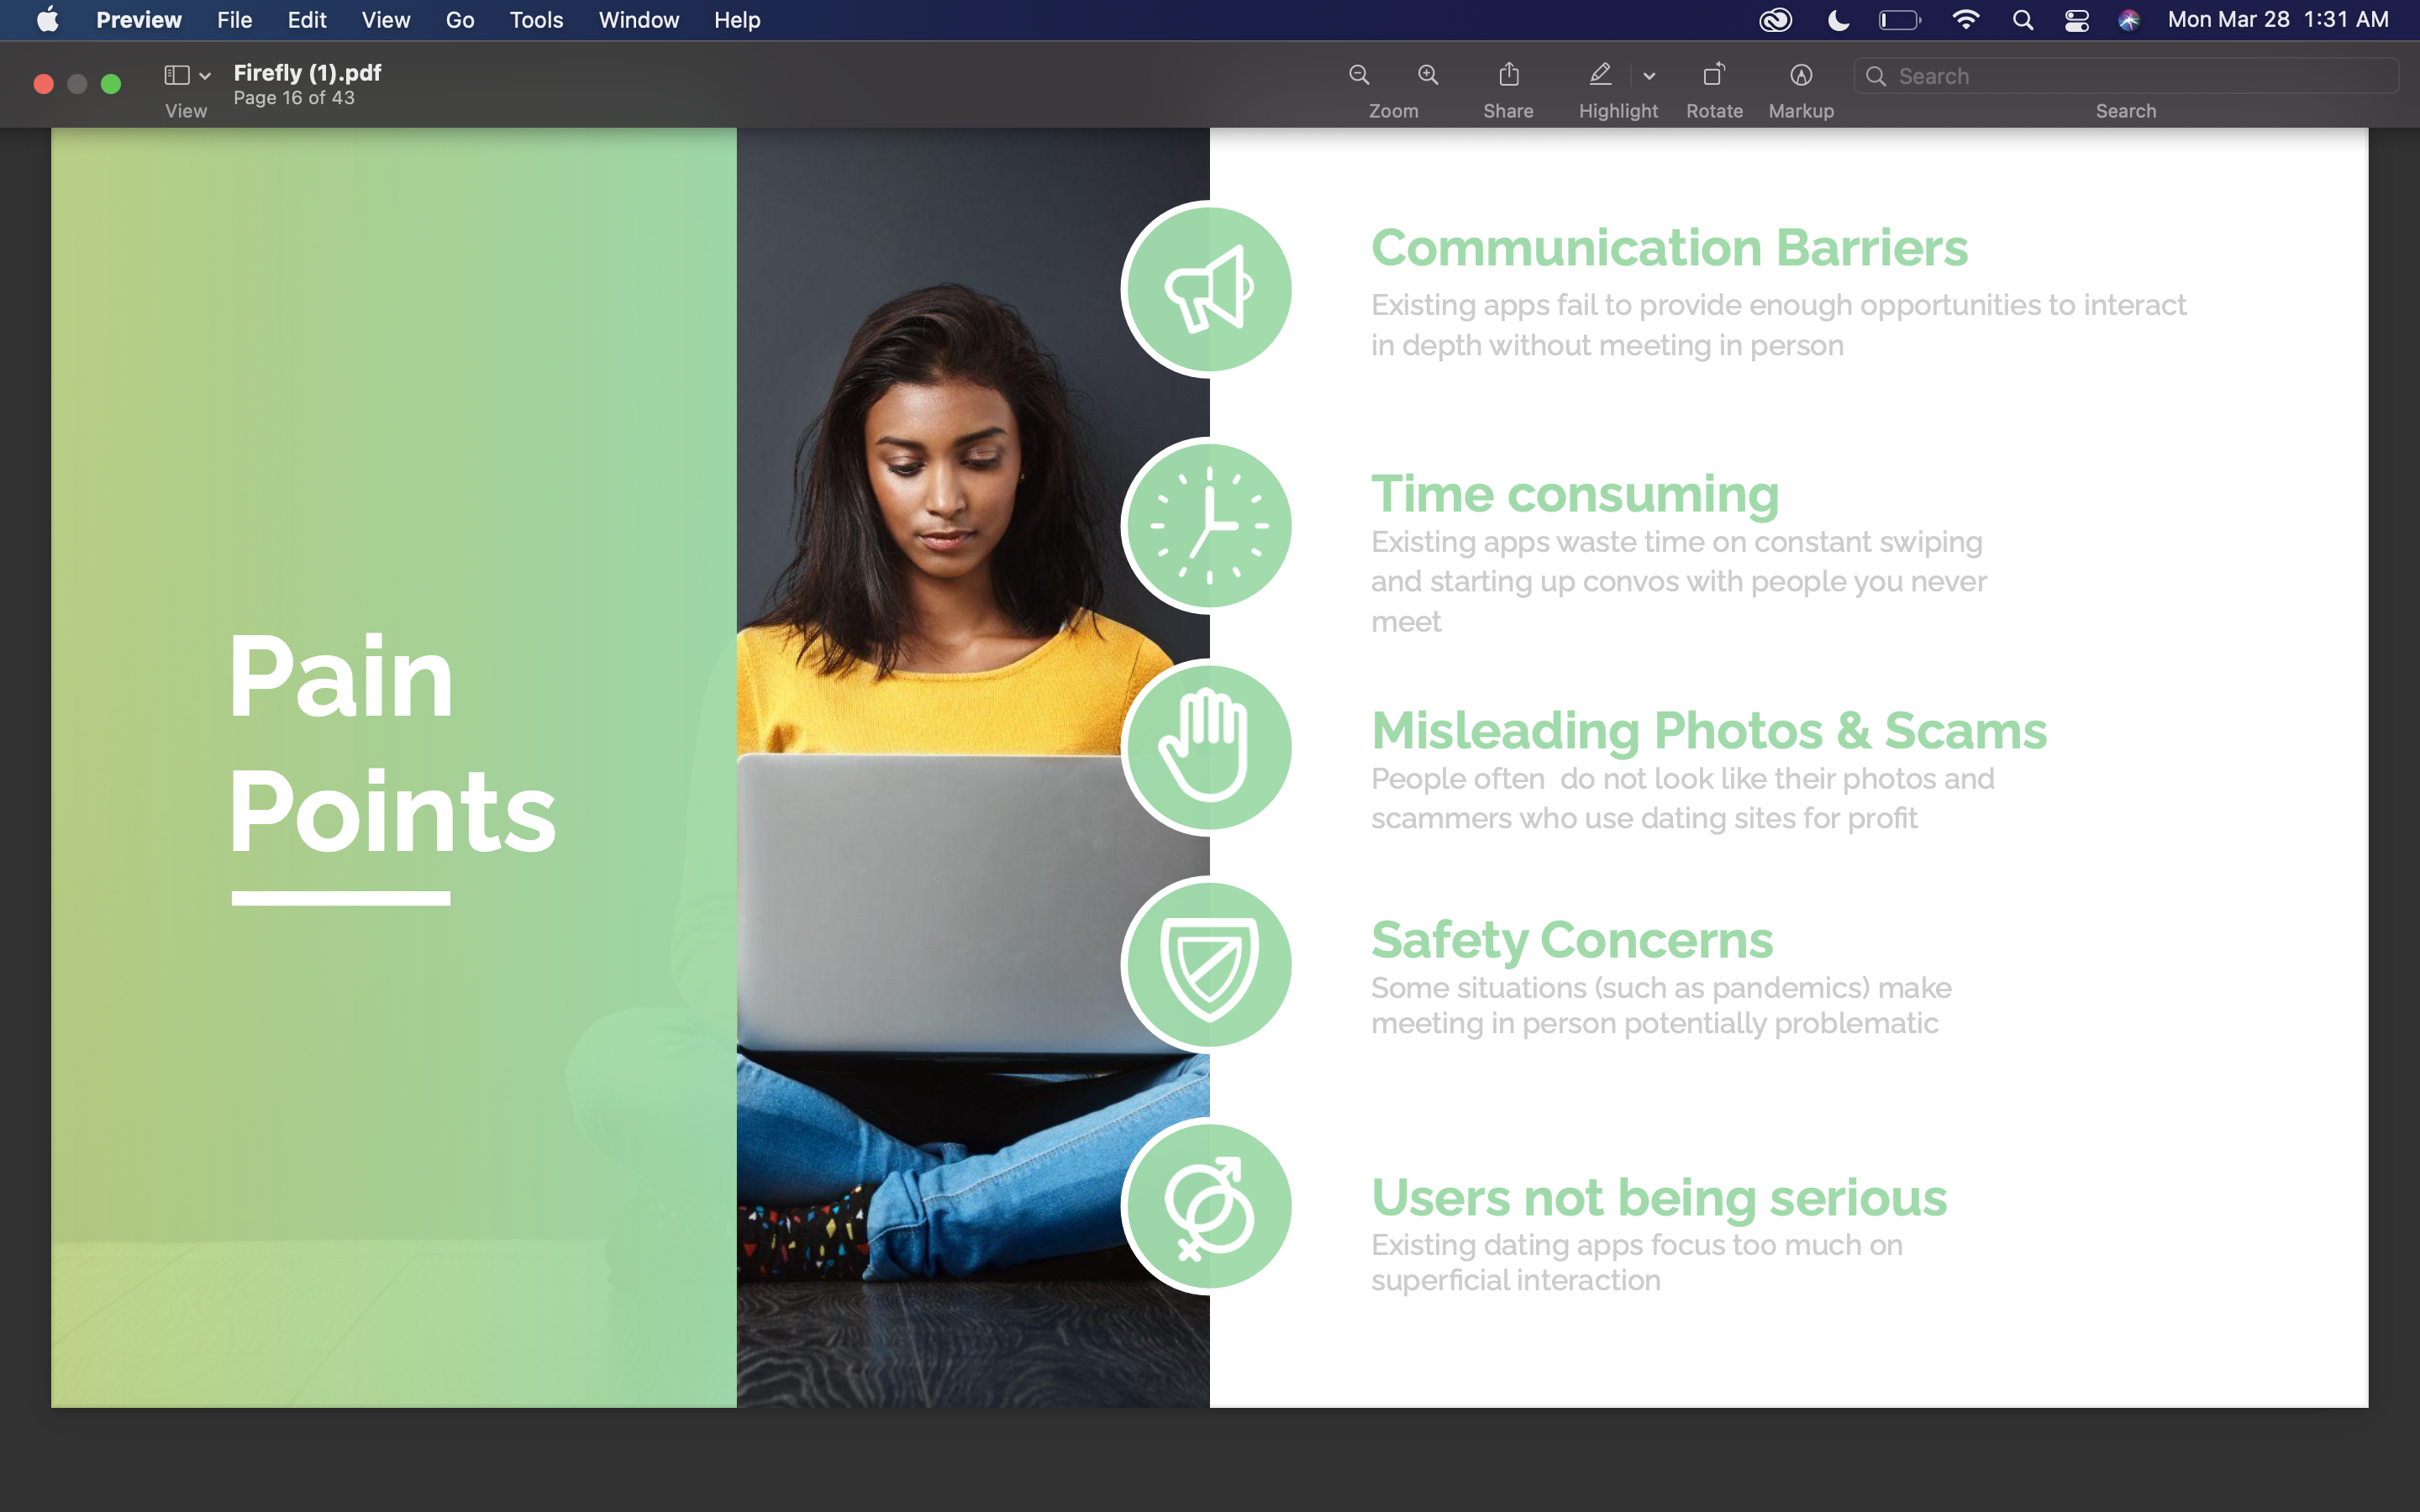 Preview File Edit View Go Tools Window Help Mon Mar 28 1:31 AM
Firefly (1).pdf
Page 16 of 43
Search
View Zoom Share Highlight Rotate Markup Search
Pain
Points
Communication Barriers
Existing apps fail to provide enough opportunities to interact
in depth without meeting in person
Time consuming
Existing apps waste time on constant swiping
and starting up convos with people you never
meet
Misleading Photos & Scams
People often  do not look like their photos and
scammers who use dating sites for profit
Safety Concerns
Some situations (such as pandemics) make
meeting in person potentially problematic
Users not being serious
Existing dating apps focus too much on
superficial interaction